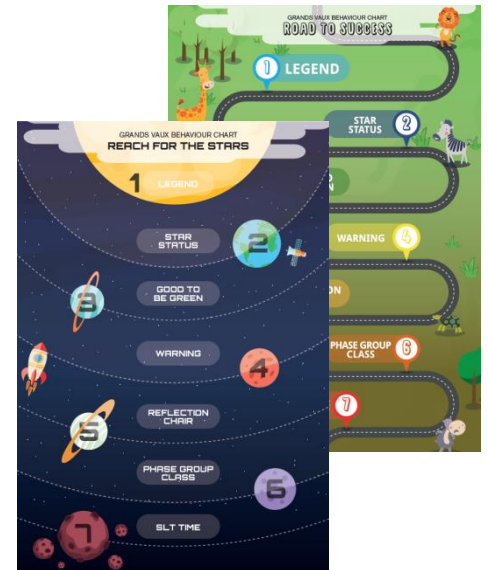 GRANDS VAUX BEHAVIOUR CHART
ROAD TO SUCCESS
1 LEGEND
STAR
STATUS 2
WARNING 4
ON
PHASE GROUP
CLASS 6
7
GRANDS VAUX BEHAVIOUR CHART
REACH FOR THE STARS
1 LEGEND
STAR
STATUS
2
GOOD TO
BE GREEN
3
WARNING
4
REFLECTION
CHAIR
5
PHASE GROUP
CLASS
6
SLT TIME
7